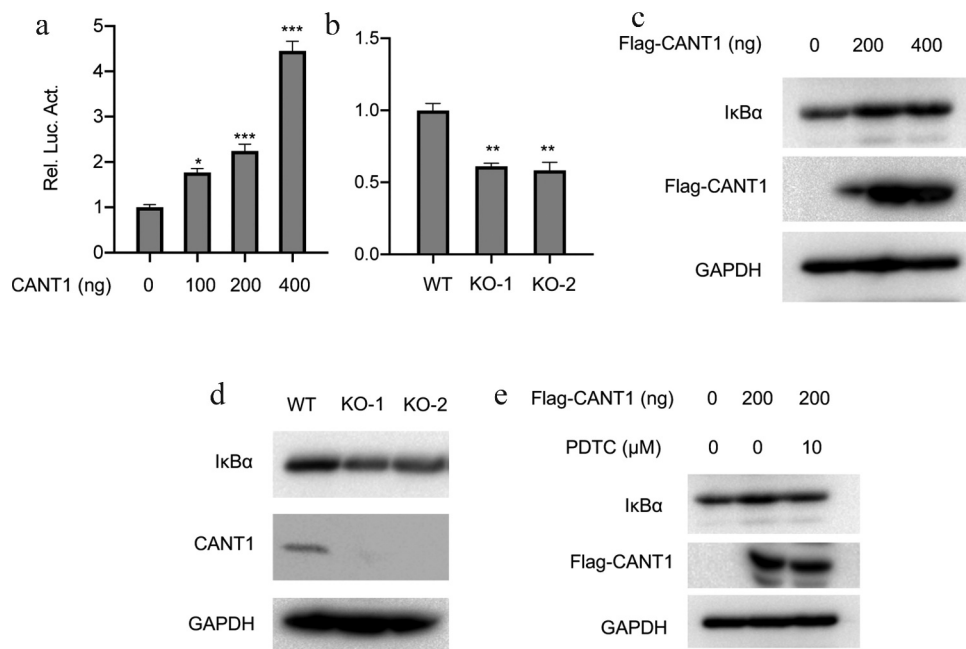 a
Rel. Luc. Act.
5
4
3
2
1
0
*
***
***
CANT1 (ng) 0 100 200 400
b
1.5
1.0
0.5
0.0
**
**
WT KO-1 KO-2
c
Flag-CANT1 (ng) 0 200 400
IκBα
Flag-CANT1
GAPDH
d
WT KO-1 KO-2
IκBα
CANT1
GAPDH
e
Flag-CANT1 (ng) 0 200 200
PDTC (μM) 0 0 10
IκBα
Flag-CANT1
GAPDH